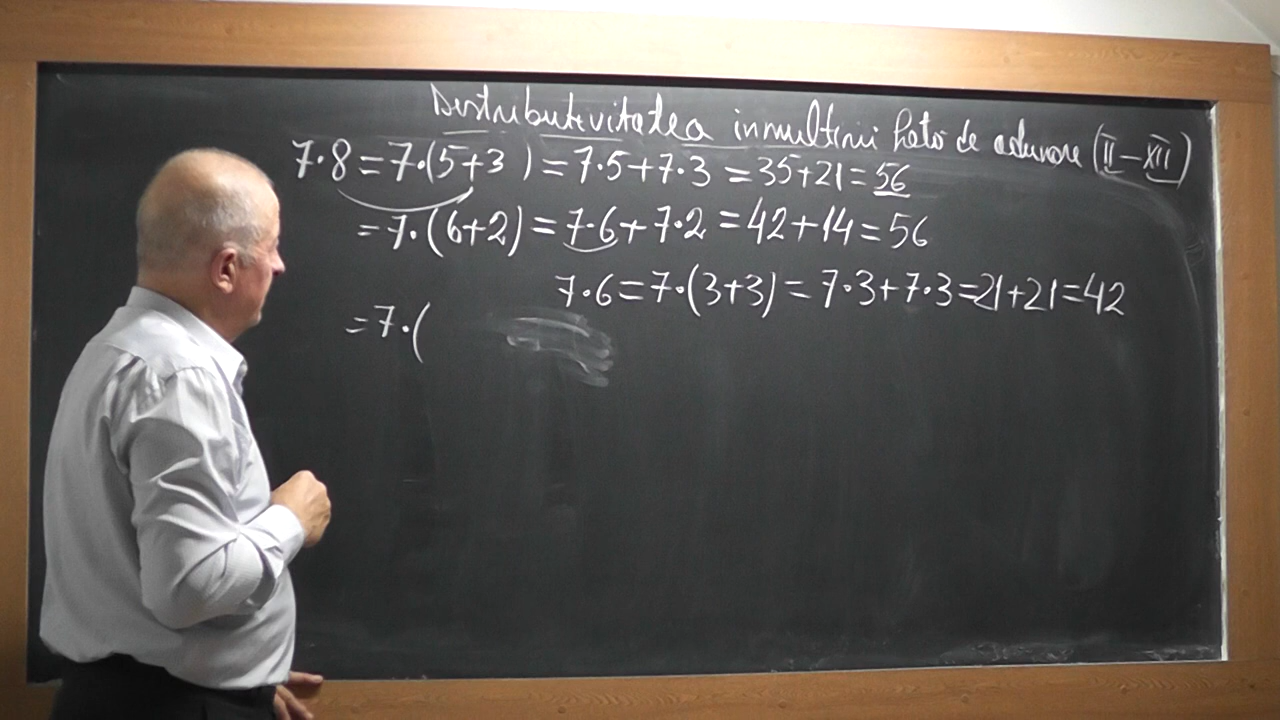 Distributivitatea inmultirii fata de adunare (II-XII)
7·8=7·(5+3)=7·5+7·3=35+21=56
=7·(6+2)=7·6+7·2=42+14=56
7·6=7·(3+3)=7·3+7·3=21+21=42
=7·(